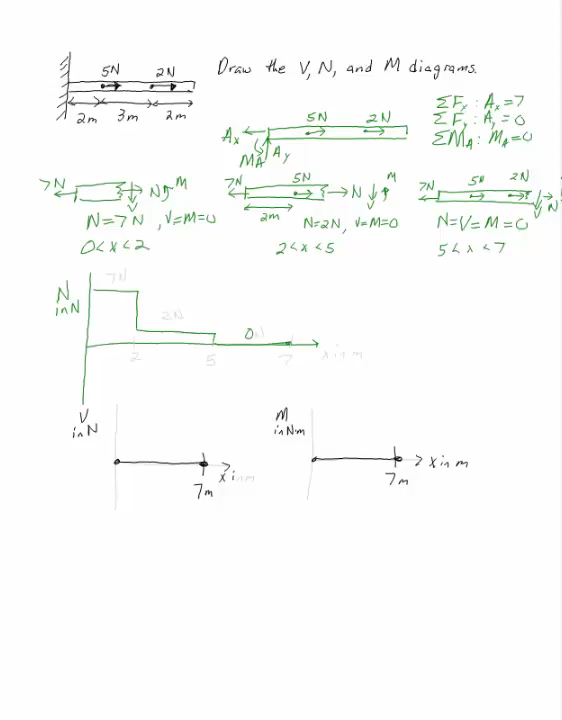 5N 2N
2m 3m 2m
Draw the V, N, and M diagrams.
ΣFx : Ax=7
ΣFy : Ay=0
ΣMA: MA=0
Ax 5N 2N
MA Ay
7N N M
V
N=7N, V=M=0
0<x<2
7N 5N N V M
2m
N=2N, V=M=0
2<x<5
7N 5N 2N
V N
N=V=M=0
5<x<7
N
in N
7N
2N
0N
2 5 7 x in m
V
in N
x in m
7m
M
in Nm
x in m
7m